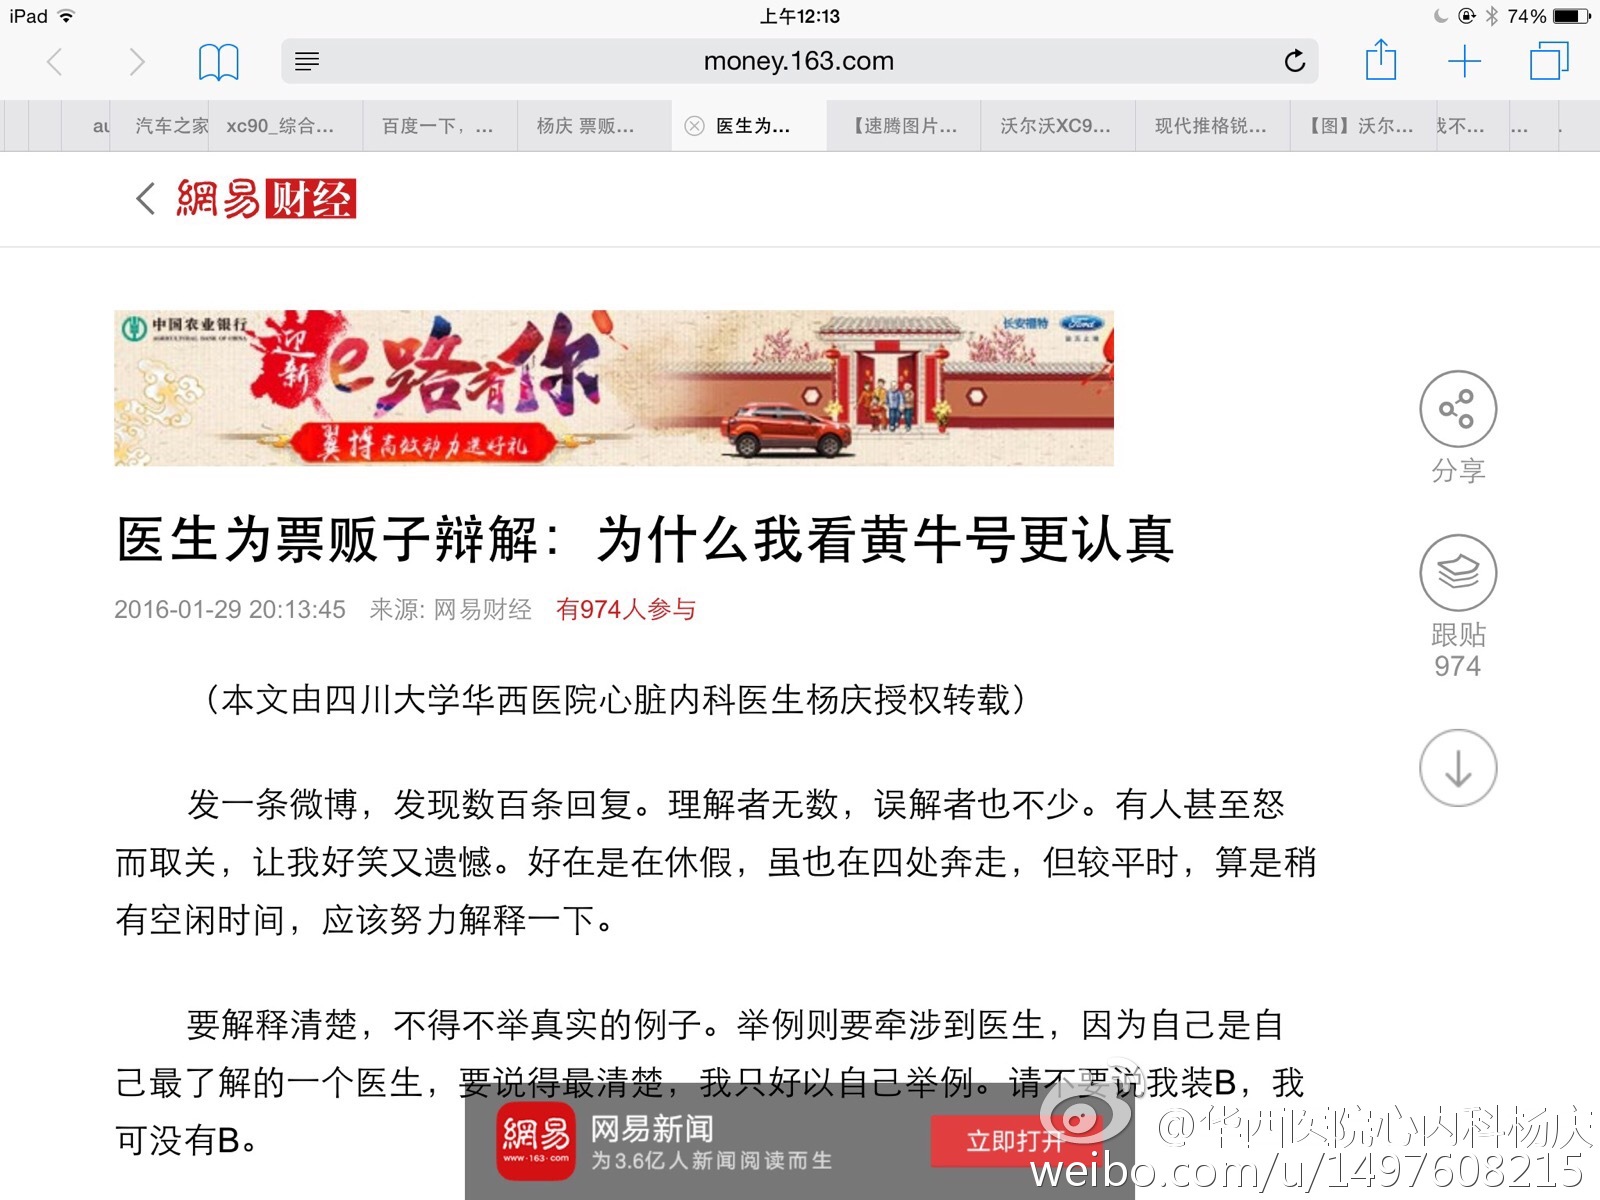 iPad 上午12:13 74%
money.163.com
au 汽车之家 xc90_综合... 百度一下，... 杨庆 票贩... 医生为... 【速腾图片... 沃尔沃XC9... 现代推格锐... 【图】沃尔... 我不... ...
網易财经
中国农业银行 迎新 e路有你 长安福特 Ford
AGRICULTURAL BANK OF CHINA
翼搏高效动力送好礼
医生为票贩子辩解：为什么我看黄牛号更认真
2016-01-29 20:13:45 来源: 网易财经 有974人参与
分享
跟贴
974
（本文由四川大学华西医院心脏内科医生杨庆授权转载）
发一条微博，发现数百条回复。理解者无数，误解者也不少。有人甚至怒
而取关，让我好笑又遗憾。好在是在休假，虽也在四处奔走，但较平时，算是稍
有空闲时间，应该努力解释一下。
要解释清楚，不得不举真实的例子。举例则要牵涉到医生，因为自己是自
己最了解的一个医生，要说得最清楚，我只好以自己举例。请不要说我装B，我
可没有B。
網易
www·163·com
网易新闻
为3.6亿人新闻阅读而生
立即打开
@华西医院心内科杨庆
weibo.com/u/1497608215